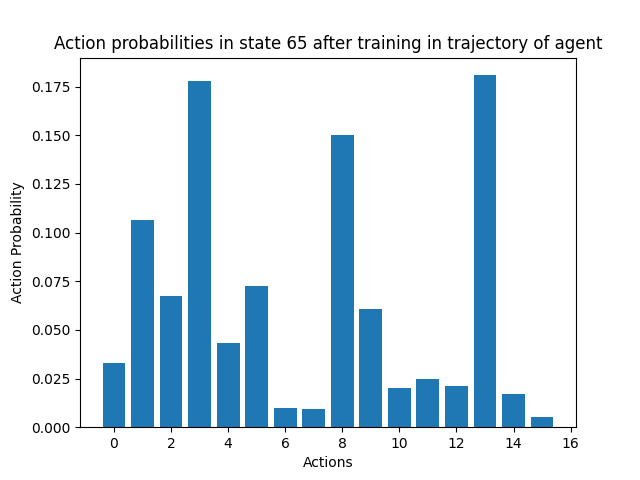 Action probabilities in state 65 after training in trajectory of agent
0.175
0.150
0.125
0.100
0.075
0.050
0.025
0.000
Action Probability
0 2 4 6 8 10 12 14 16
Actions